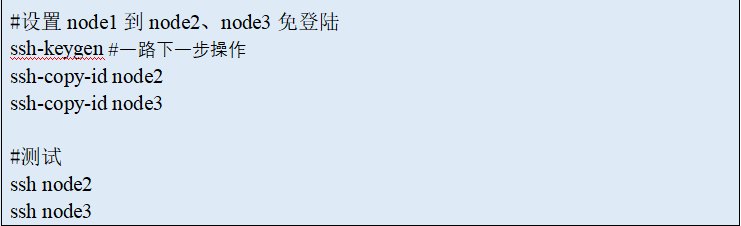 #设置 node1 到 node2、node3 免登陆
ssh-keygen #一路下一步操作
ssh-copy-id node2
ssh-copy-id node3
#测试
ssh node2
ssh node3